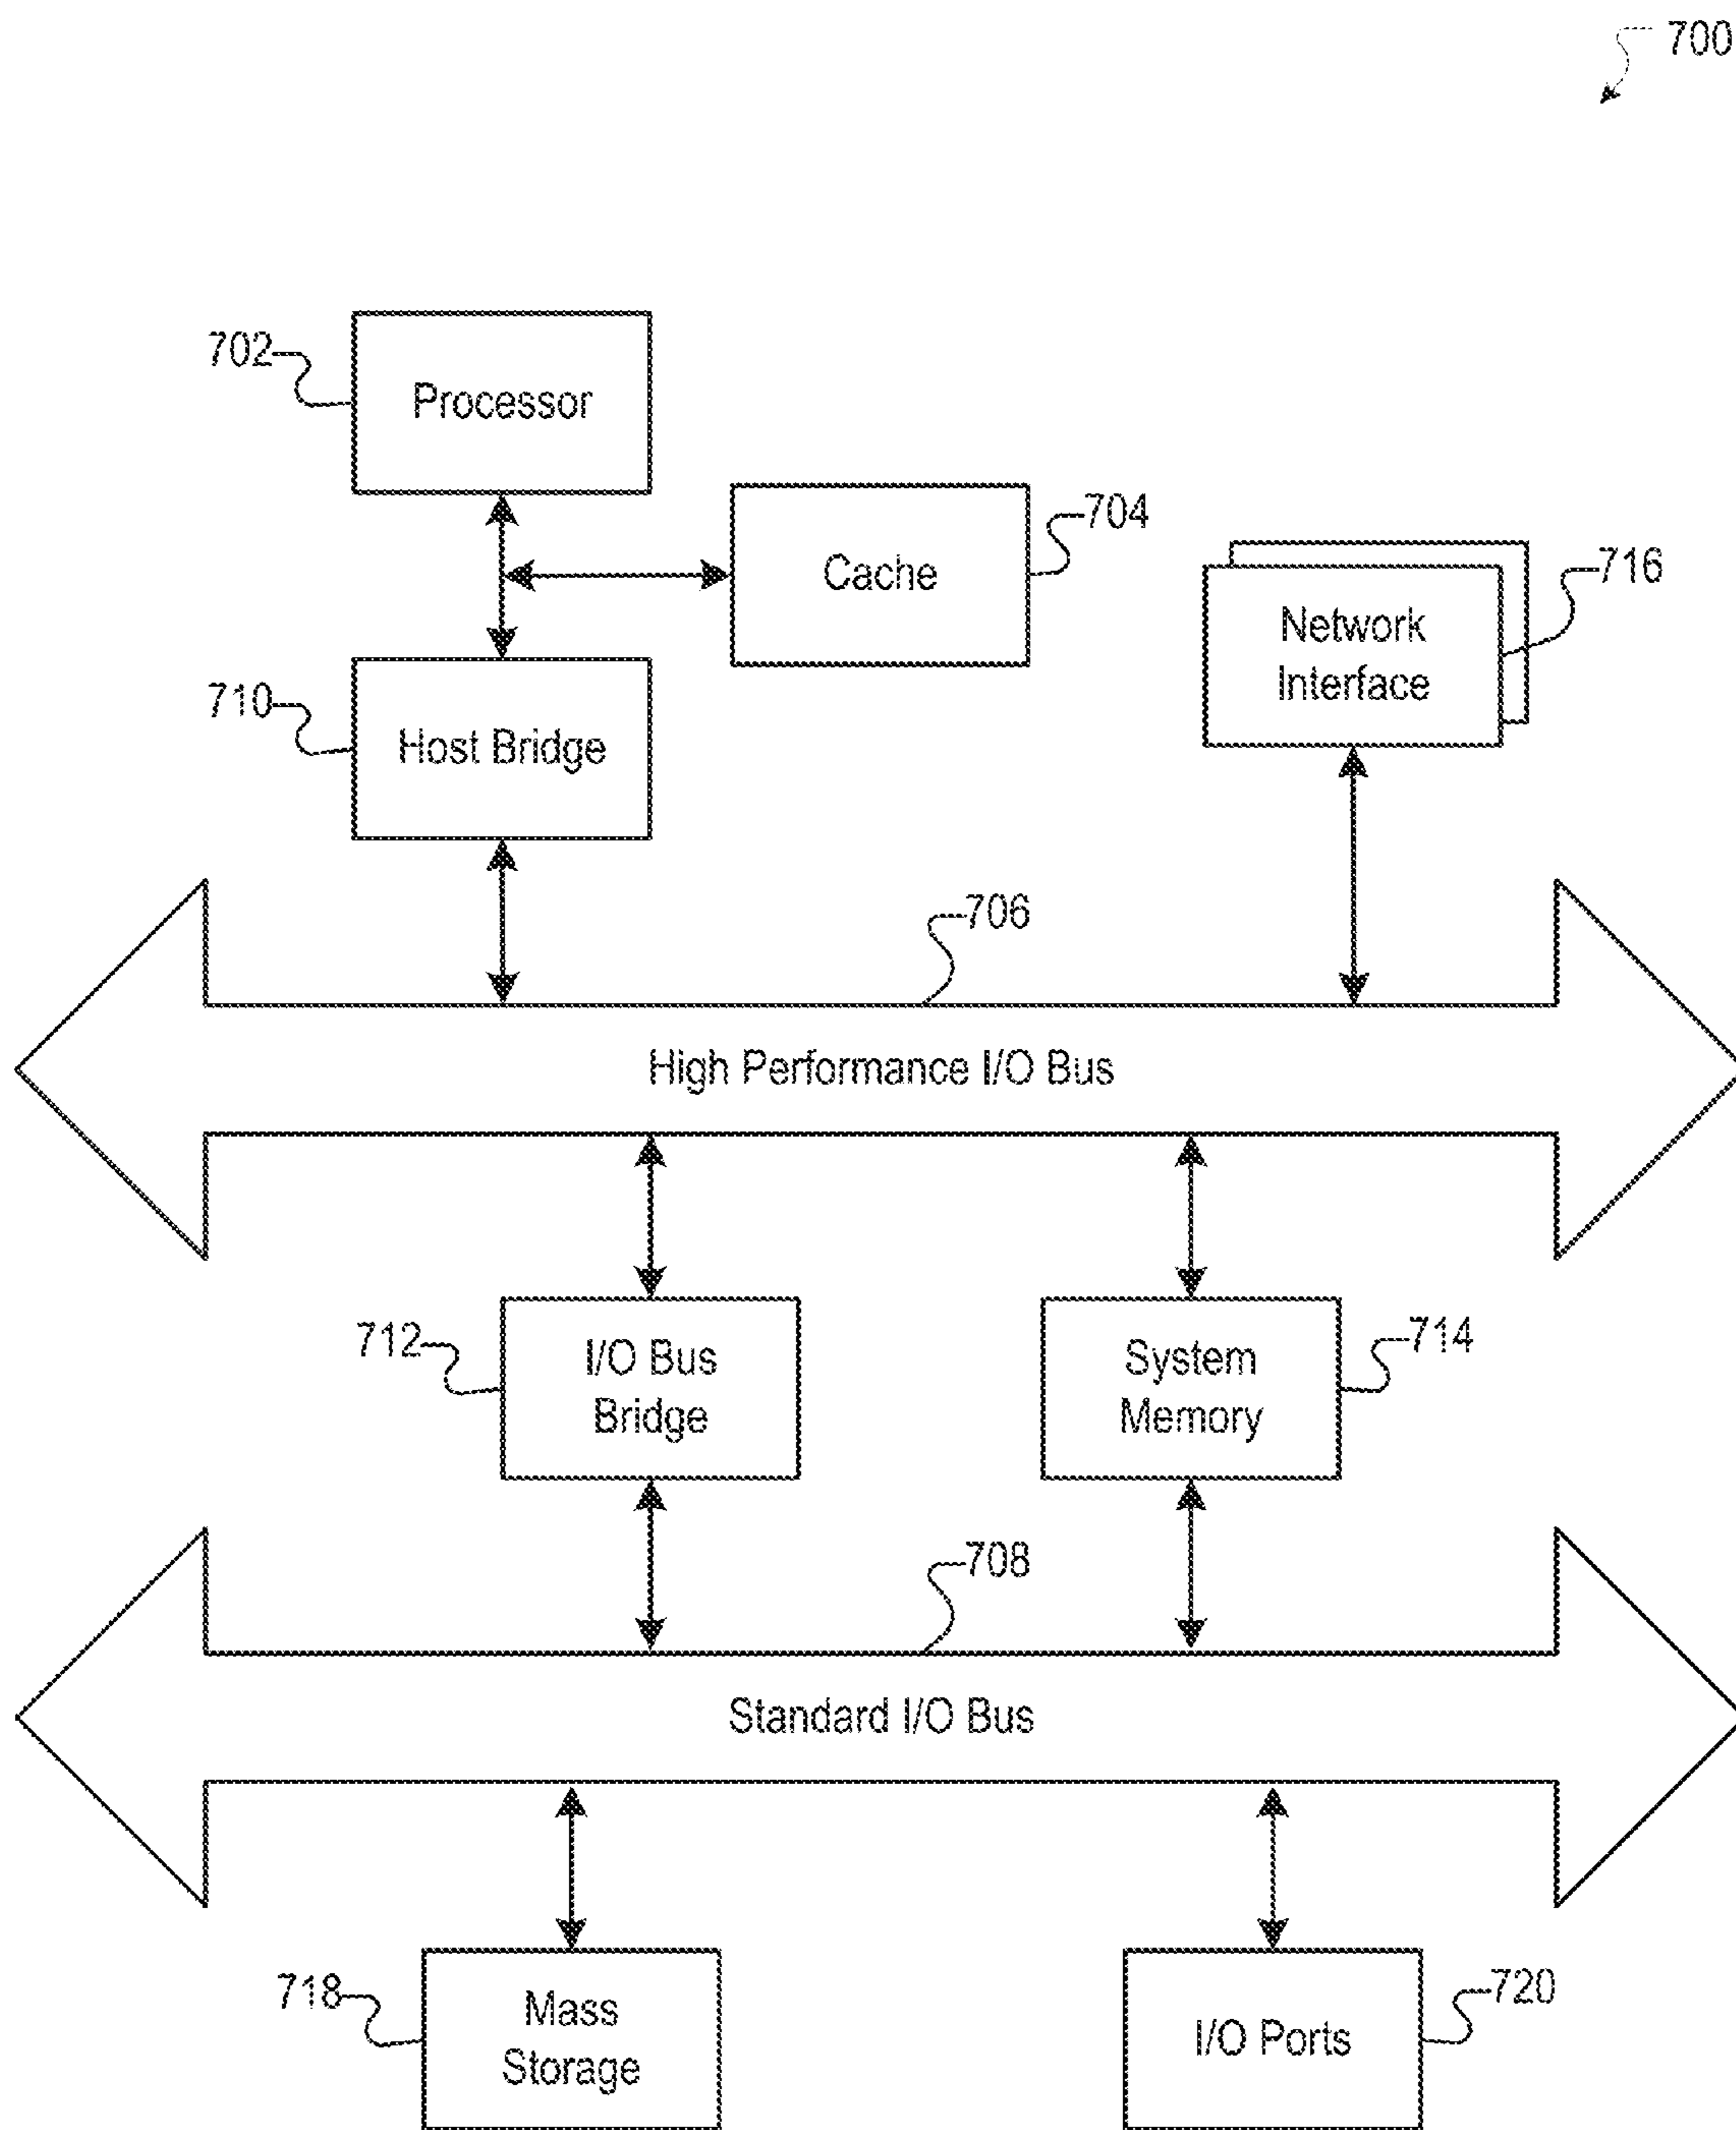 700
702
Processor
704
Cache
716
Network
Interface
710
Host Bridge
706
High Performance I/O Bus
712
I/O Bus
Bridge
714
System
Memory
708
Standard I/O Bus
718
Mass
Storage
720
I/O Ports